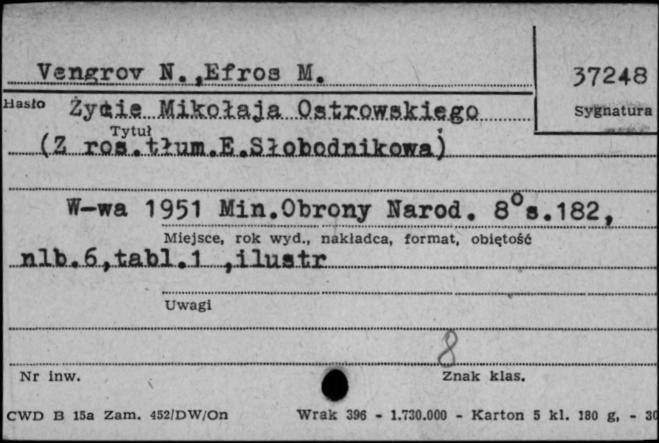 Vengrov N.,Efros M.
37248
Hasło
Życie Mikołaja Ostrowskiego
Sygnatura
Tytuł
(Z ros.tłum.E.Słobodnikowa)
W-wa 1951 Min.Obrony Narod. 8°s.182,
Miejsce, rok wyd., nakładca, format, objętość
nlb.6,tabl.1 ,ilustr
Uwagi
8
Nr inw.
Znak klas.
CWD B 15a Zam. 452/DW/On Wrak 396 - 1.730.000 - Karton 5 kl. 180 g, - 30